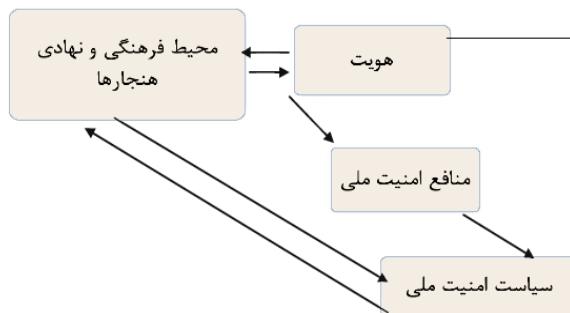 محیط فرهنگی و نهادی
هنجارها
هویت
منافع امنیت ملی
سیاست امنیت ملی